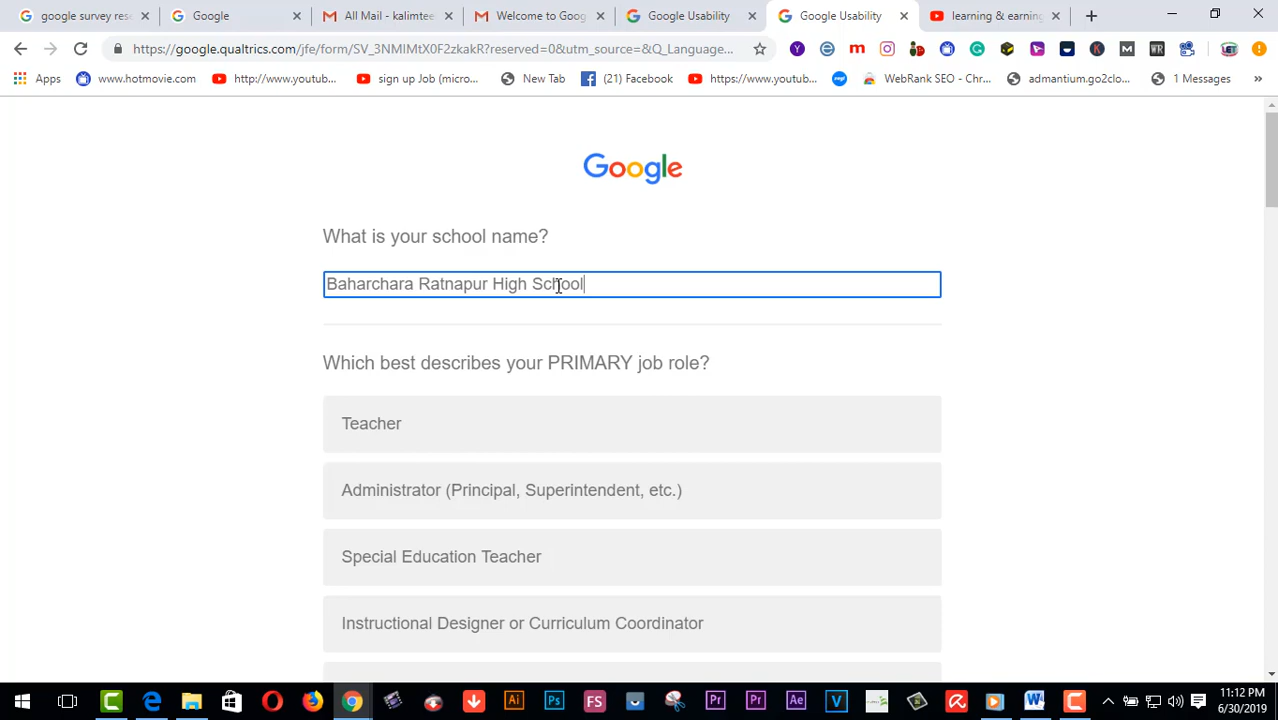 google survey res
Google
All Mail - kalimtee
Welcome to Goog
Google Usability
Google Usability
learning & earning
https://google.qualtrics.com/jfe/form/SV_3NMIMtX0F2zkakR?reserved=0&utm_source=&Q_Language...
Apps
www.hotmovie.com
http://www.youtub...
sign up Job (micro...
New Tab
(21) Facebook
https://www.youtub...
WebRank SEO - Chr...
admantium.go2clo...
1 Messages
Google
What is your school name?
Baharchara Ratnapur High School
Which best describes your PRIMARY job role?
Teacher
Administrator (Principal, Superintendent, etc.)
Special Education Teacher
Instructional Designer or Curriculum Coordinator
11:12 PM
6/30/2019